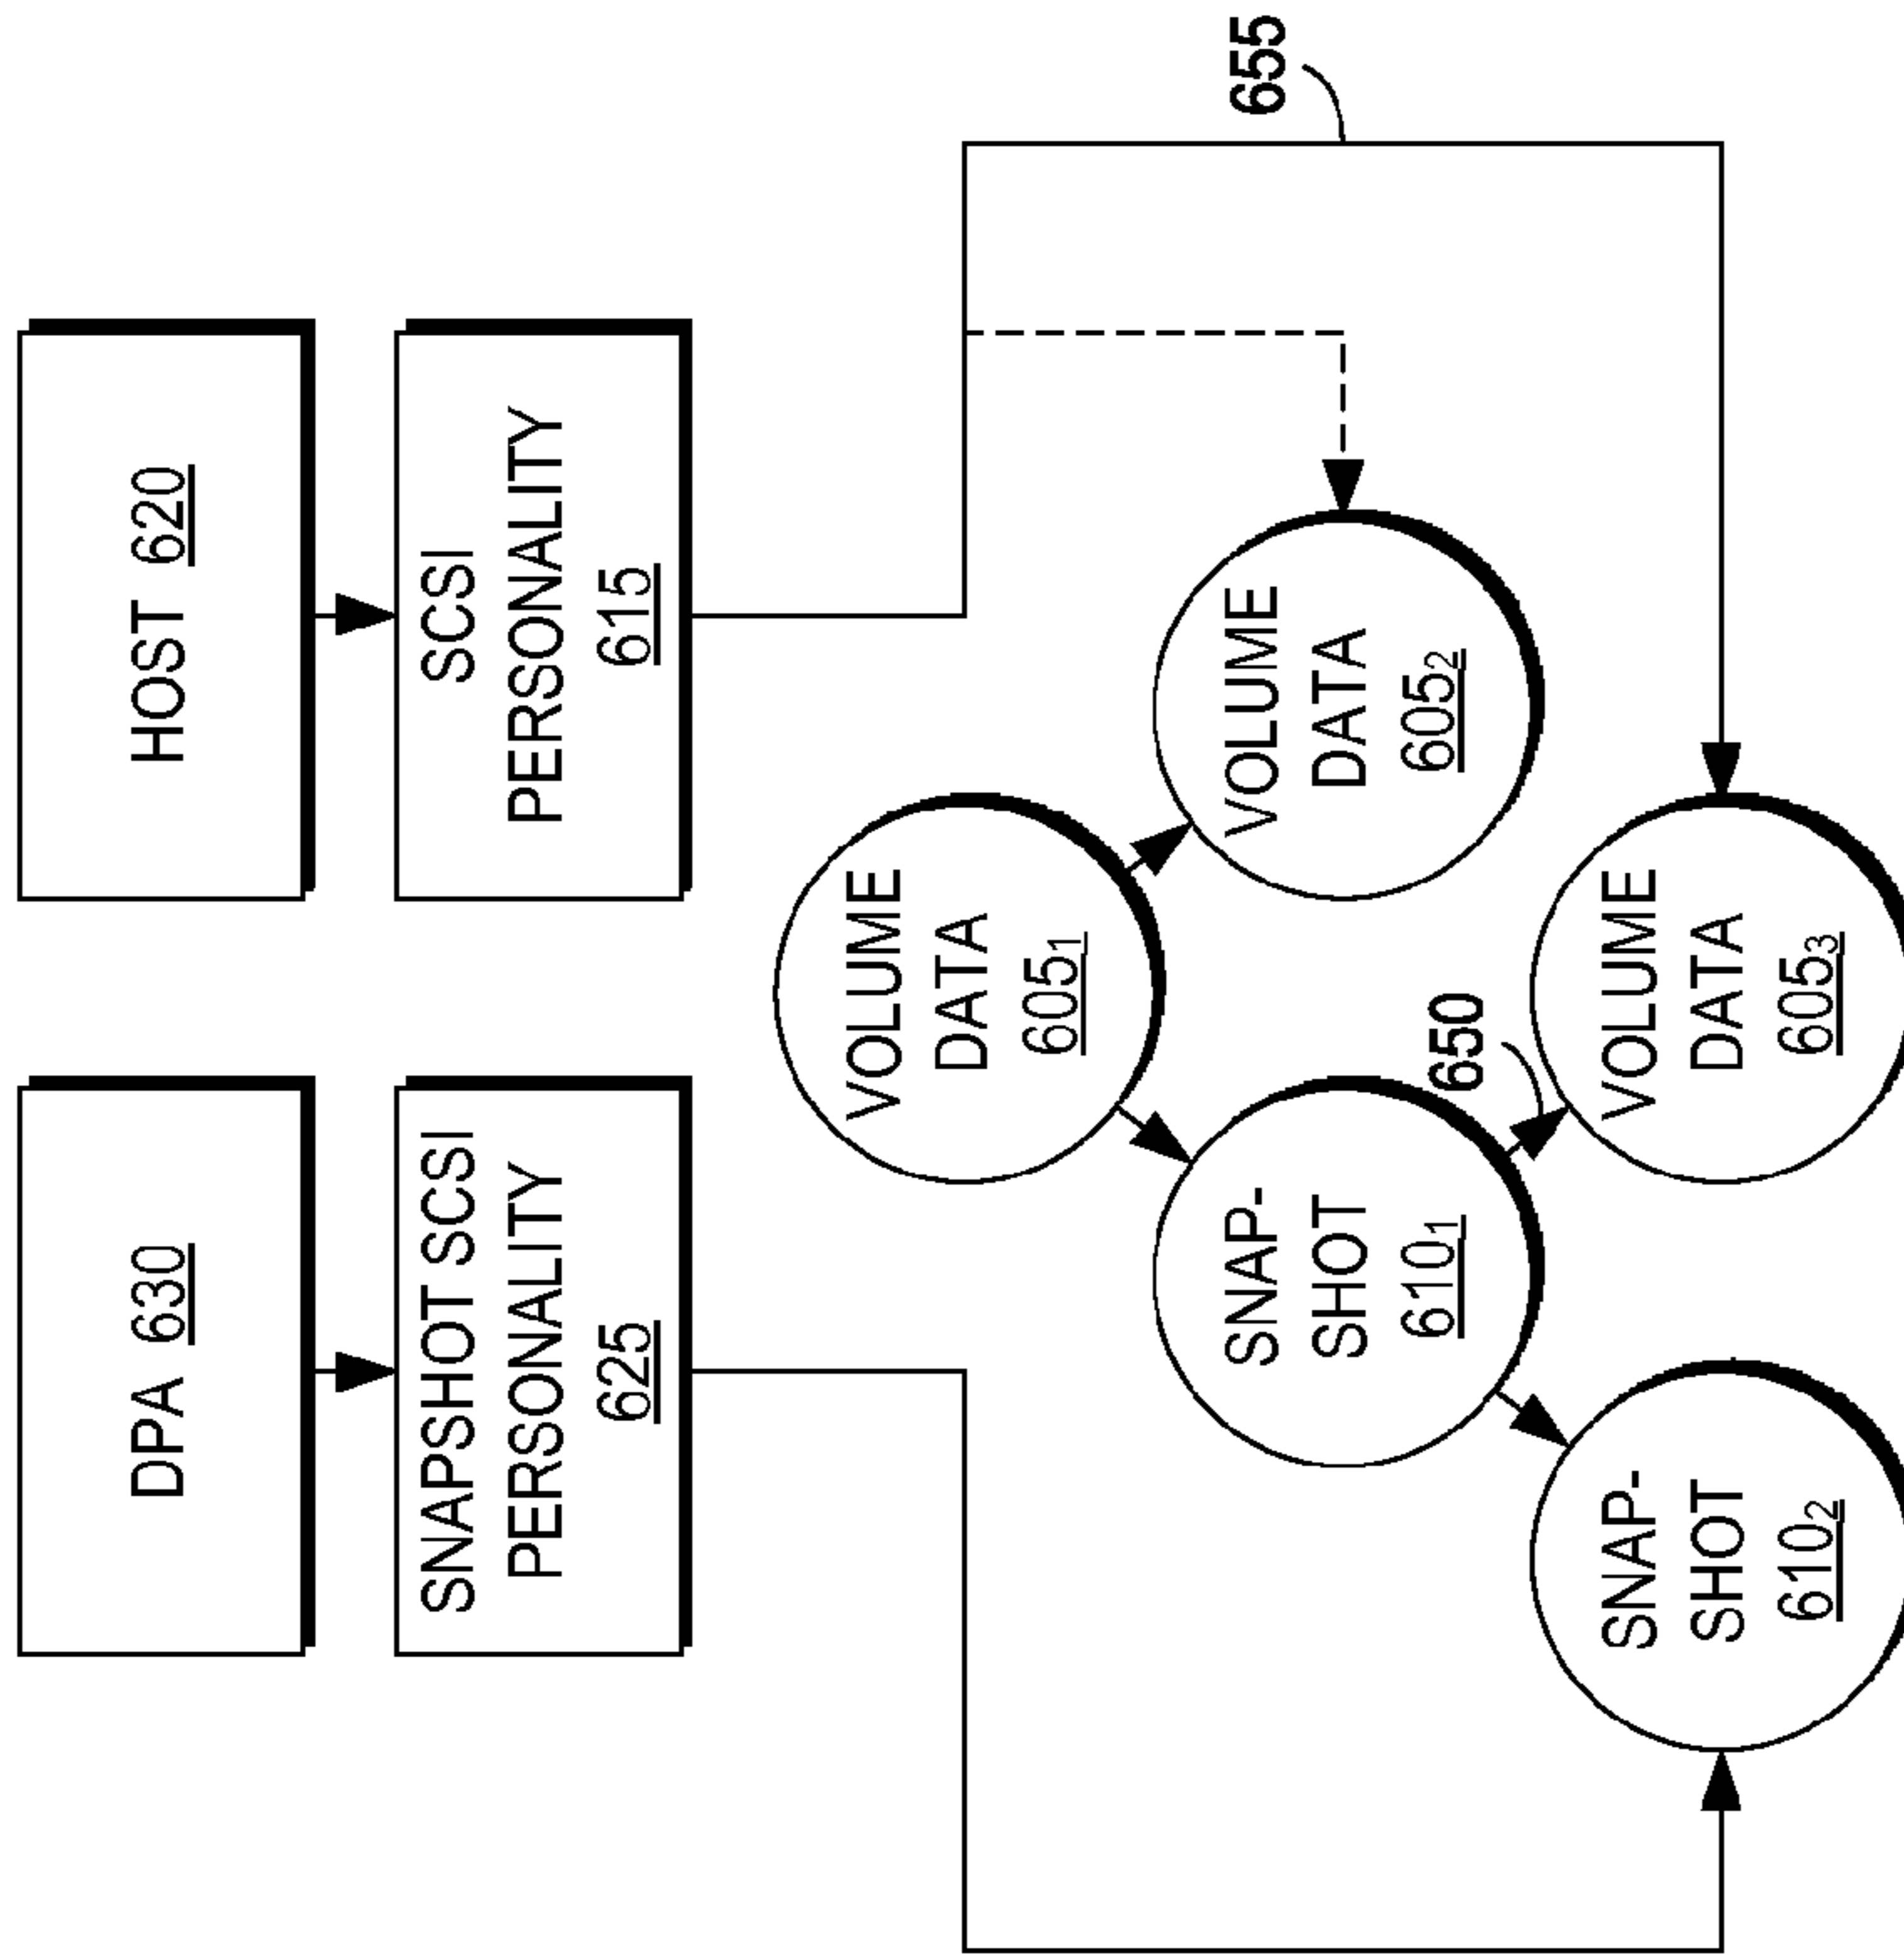 DPA 630
HOST 620
SNAPSHOT SCSI
PERSONALITY
625
SCSI
PERSONALITY
615
VOLUME
DATA
605₁
SNAP-
SHOT
610₁
VOLUME
DATA
605₂
655
650
SNAP-
SHOT
610₂
VOLUME
DATA
605₃